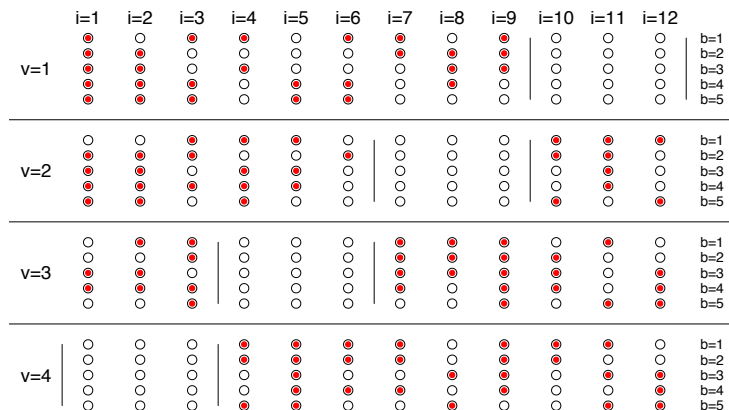 i=1 i=2 i=3 i=4 i=5 i=6 i=7 i=8 i=9 i=10 i=11 i=12
b=1
b=2
v=1 b=3
b=4
b=5
b=1
b=2
v=2 b=3
b=4
b=5
b=1
b=2
v=3 b=3
b=4
b=5
b=1
b=2
v=4 b=3
b=4
b=5